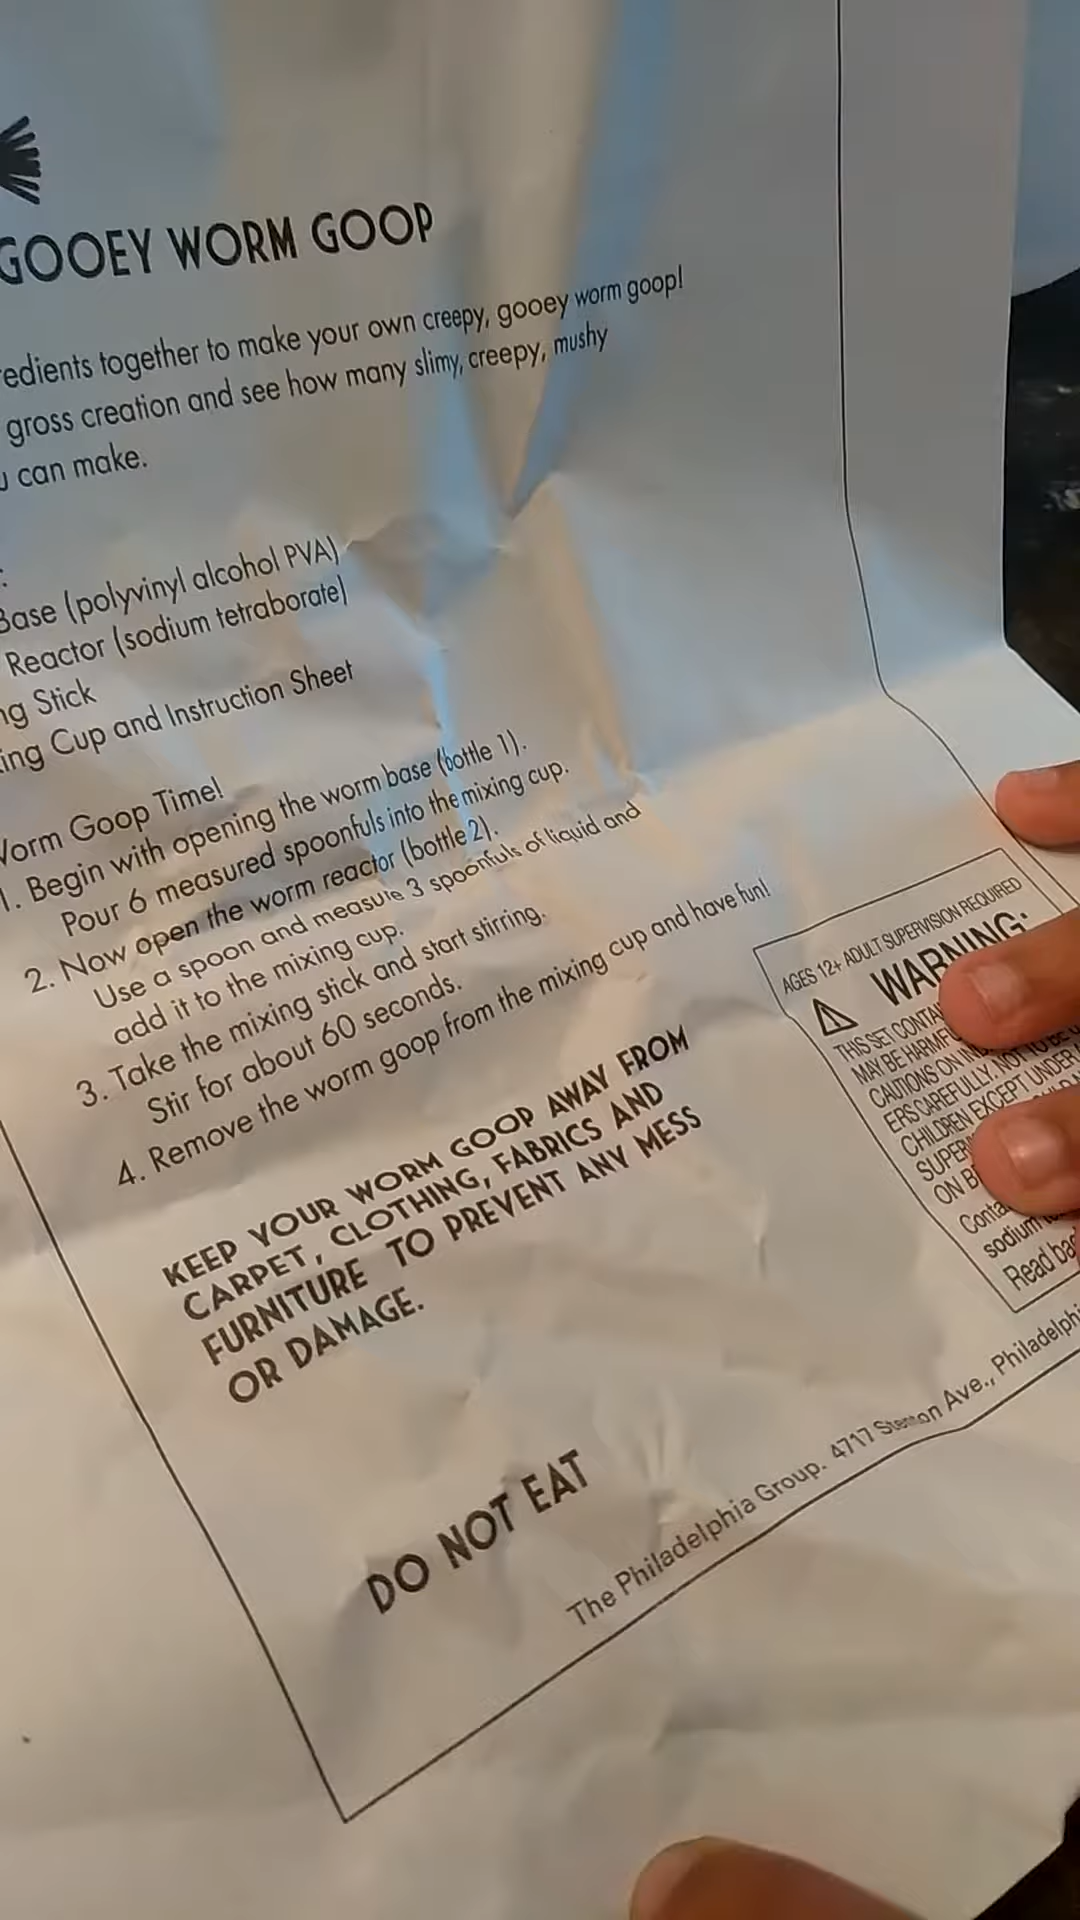 GOOEY WORM GOOP
redients together to make your own creepy, gooey worm goop!
gross creation and see how many slimy, creepy, mushy
u can make.
:
Base (polyvinyl alcohol PVA)
Reactor (sodium tetraborate)
ng Stick
ing Cup and Instruction Sheet
Worm Goop Time!
1. Begin with opening the worm base (bottle 1).
Pour 6 measured spoonfuls into the mixing cup.
2. Now open the worm reactor (bottle 2).
Use a spoon and measure 3 spoonfuls of liquid and
add it to the mixing cup.
3. Take the mixing stick and start stirring.
Stir for about 60 seconds.
4. Remove the worm goop from the mixing cup and have fun!
KEEP YOUR WORM GOOP AWAY FROM
CARPET, CLOTHING, FABRICS AND
FURNITURE TO PREVENT ANY MESS
OR DAMAGE.
DO NOT EAT
The Philadelphia Group. 4717 Stenton Ave., Philadelphi
AGES 12+ ADULT SUPERVISION REQUIRED
WARNING:
THIS SET CONTA
MAY BE HARMF
CAUTIONS ON IN
ERS CAREFULLY. NOT TO BE U
CHILDREN EXCEPT UNDER
SUPER
ON B
Conta
sodium
Read bac